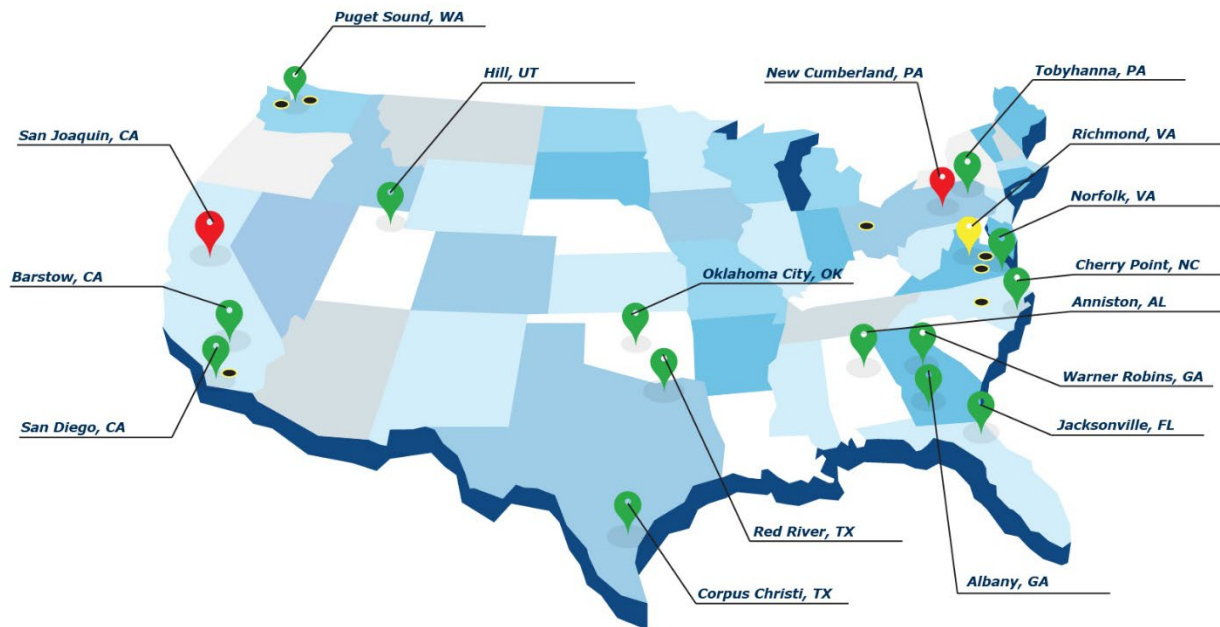 Puget Sound, WA
Hill, UT
New Cumberland, PA
Tobyhanna, PA
San Joaquin, CA
Richmond, VA
Norfolk, VA
Barstow, CA
Oklahoma City, OK
Cherry Point, NC
Anniston, AL
Warner Robins, GA
San Diego, CA
Jacksonville, FL
Red River, TX
Albany, GA
Corpus Christi, TX